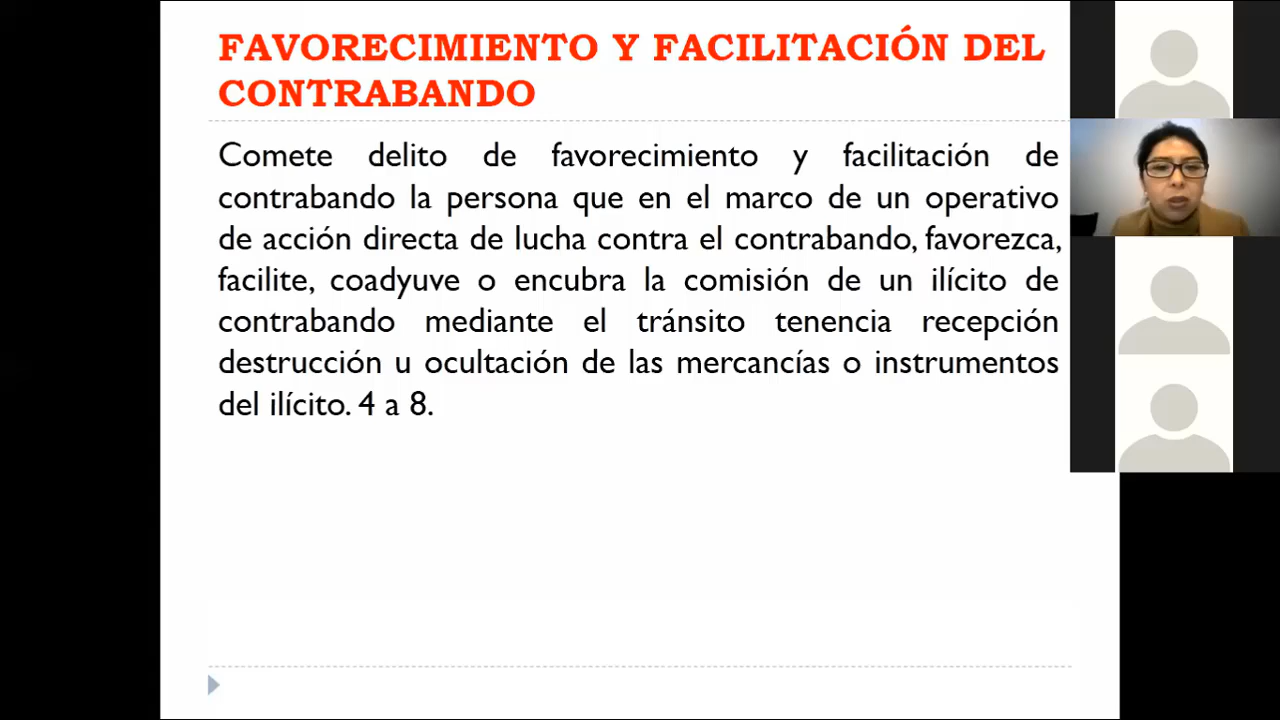 FAVORECIMIENTO Y FACILITACIÓN DEL
CONTRABANDO
Comete delito de favorecimiento y facilitación de
contrabando la persona que en el marco de un operativo
de acción directa de lucha contra el contrabando, favorezca,
facilite, coadyuve o encubra la comisión de un ilícito de
contrabando mediante el tránsito tenencia recepción
destrucción u ocultación de las mercancías o instrumentos
del ilícito. 4 a 8.